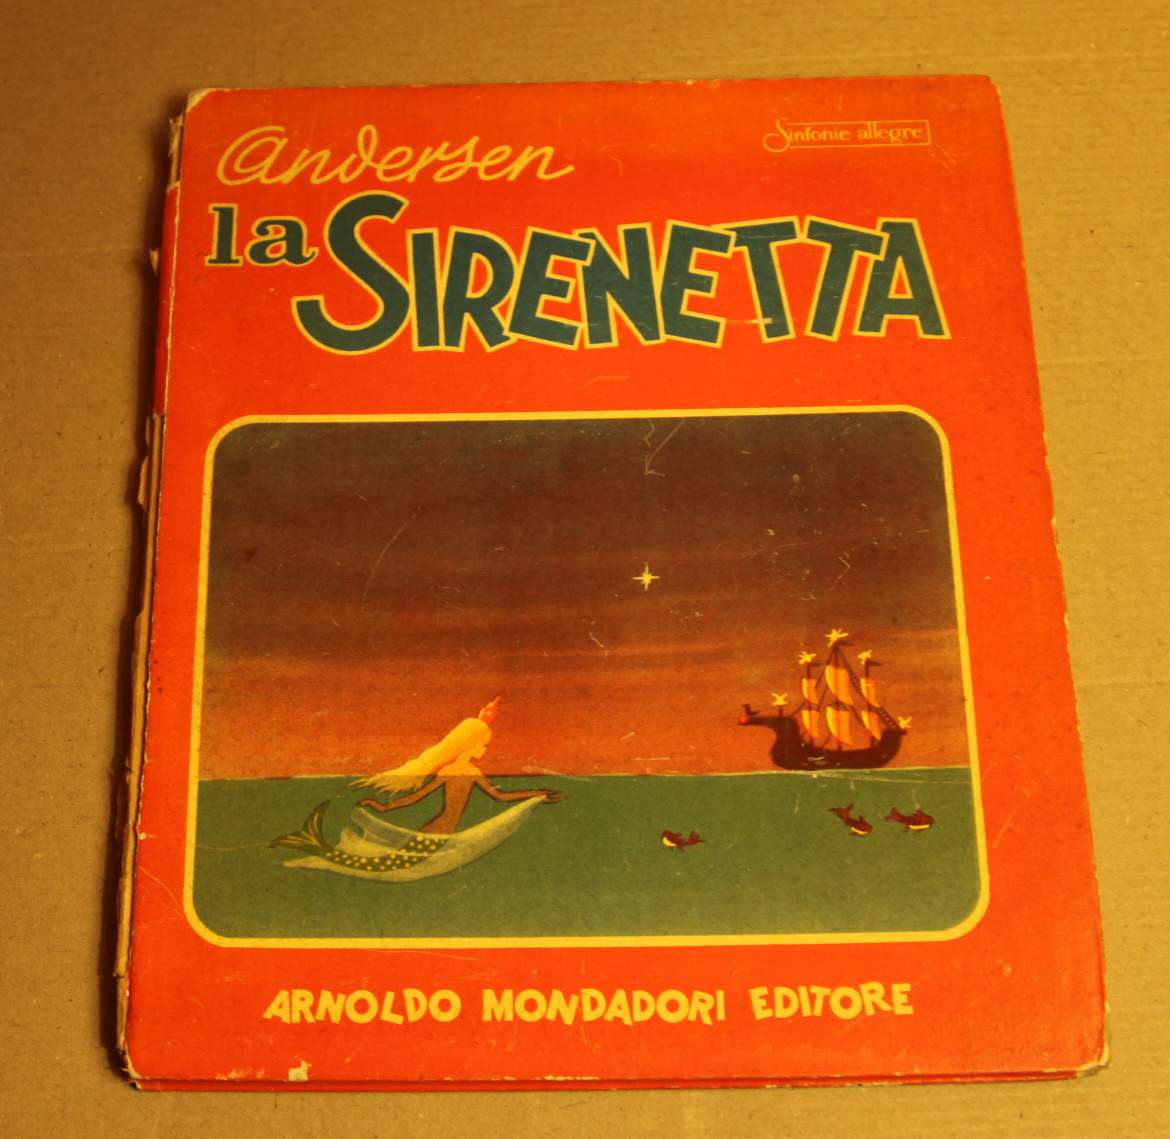 Andersen
Sinfonie allegre
la SIRENETTA
ARNOLDO MONDADORI EDITORE